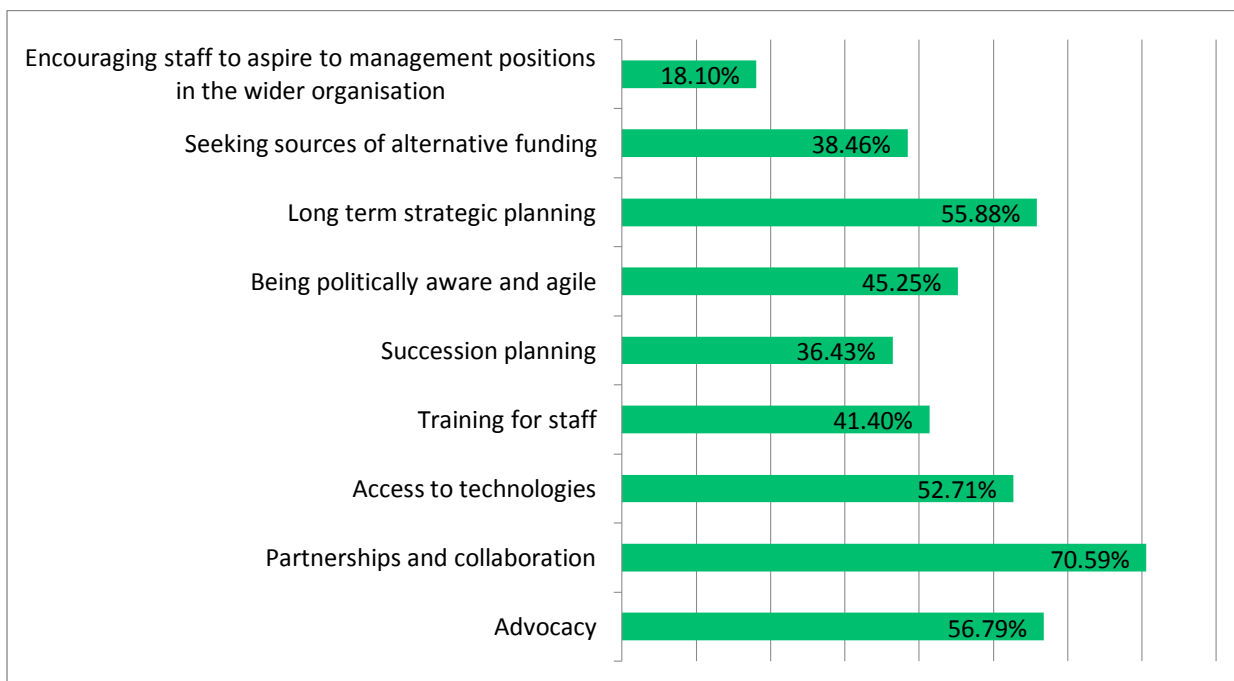 Encouraging staff to aspire to management positions
in the wider organisation
18.10%
Seeking sources of alternative funding
38.46%
Long term strategic planning
55.88%
Being politically aware and agile
45.25%
Succession planning
36.43%
Training for staff
41.40%
Access to technologies
52.71%
Partnerships and collaboration
70.59%
Advocacy
56.79%